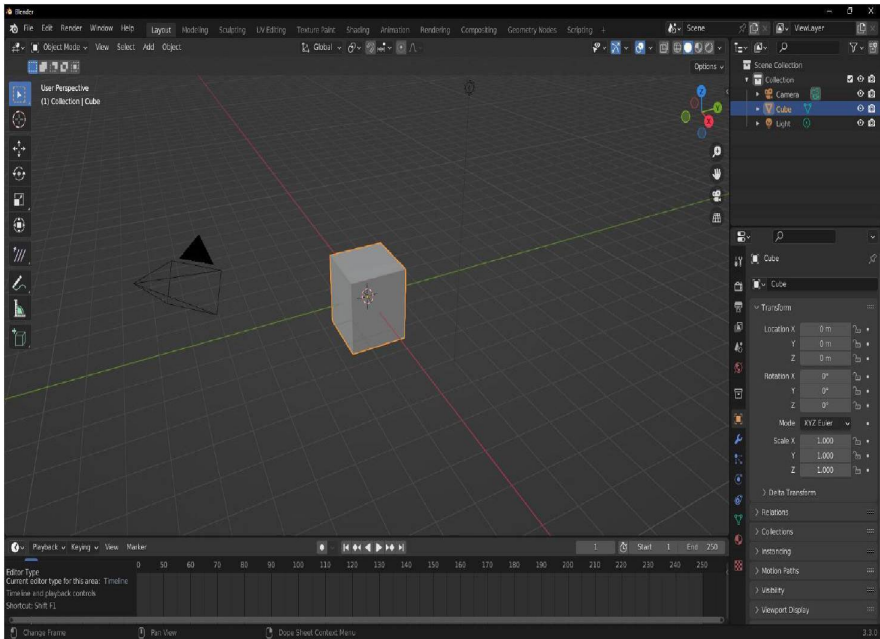 Blender
File Edit Render Window Help Layout Modeling Sculpting UV Editing Texture Paint Shading Animation Rendering Compositing Geometry Nodes Scripting + Scene ViewLayer
Object Mode View Select Add Object Global
Options
User Perspective
(1) Collection | Cube
Z
Y
X
Scene Collection
Collection
Camera
Cube
Light
Cube
Cube
Transform
Location X 0 m
Y 0 m
Z 0 m
Rotation X 0°
Y 0°
Z 0°
Mode XYZ Euler
Scale X 1.000
Y 1.000
Z 1.000
Delta Transform
Relations
Collections
Instancing
Motion Paths
Visibility
Viewport Display
Playback Keying View Marker 1 Start 1 End 250
0 10 20 30 40 50 60 70 80 90 100 110 120 130 140 150 160 170 180 190 200 210 220 230 240 250
Editor Type
Current editor type for this area: Timeline
Timeline and playback controls
Shortcut: Shift F1
Change Frame Pan View Dope Sheet Context Menu 3.3.0